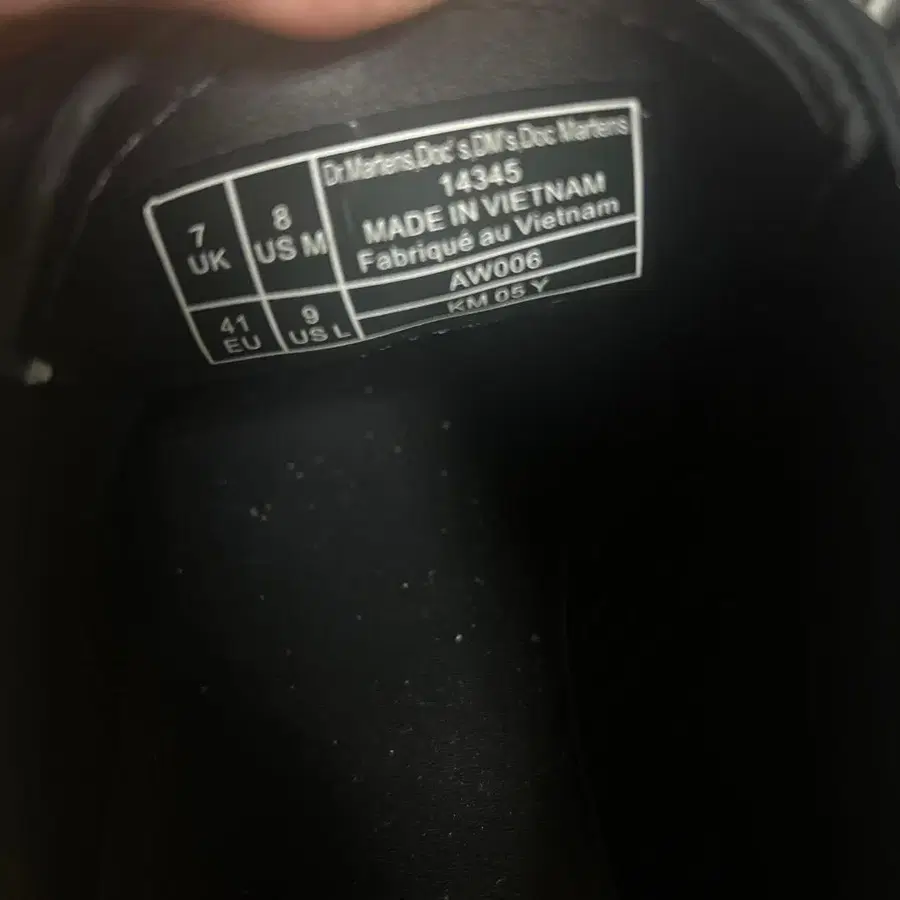 7
UK
8
US M
41
EU
9
US L
Dr.Martens,Doc's,DM's,Doc Martens
14345
MADE IN VIETNAM
Fabriqué au Vietnam
AW006
KM 05 Y